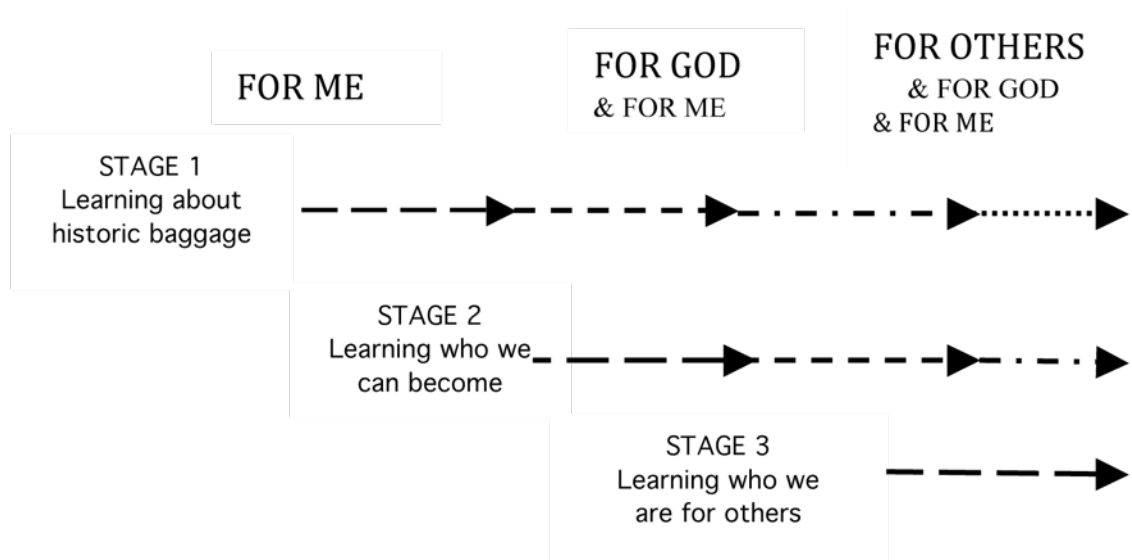 FOR ME
FOR GOD
& FOR ME
FOR OTHERS
& FOR GOD
& FOR ME
STAGE 1
Learning about
historic baggage
STAGE 2
Learning who we
can become
STAGE 3
Learning who we
are for others